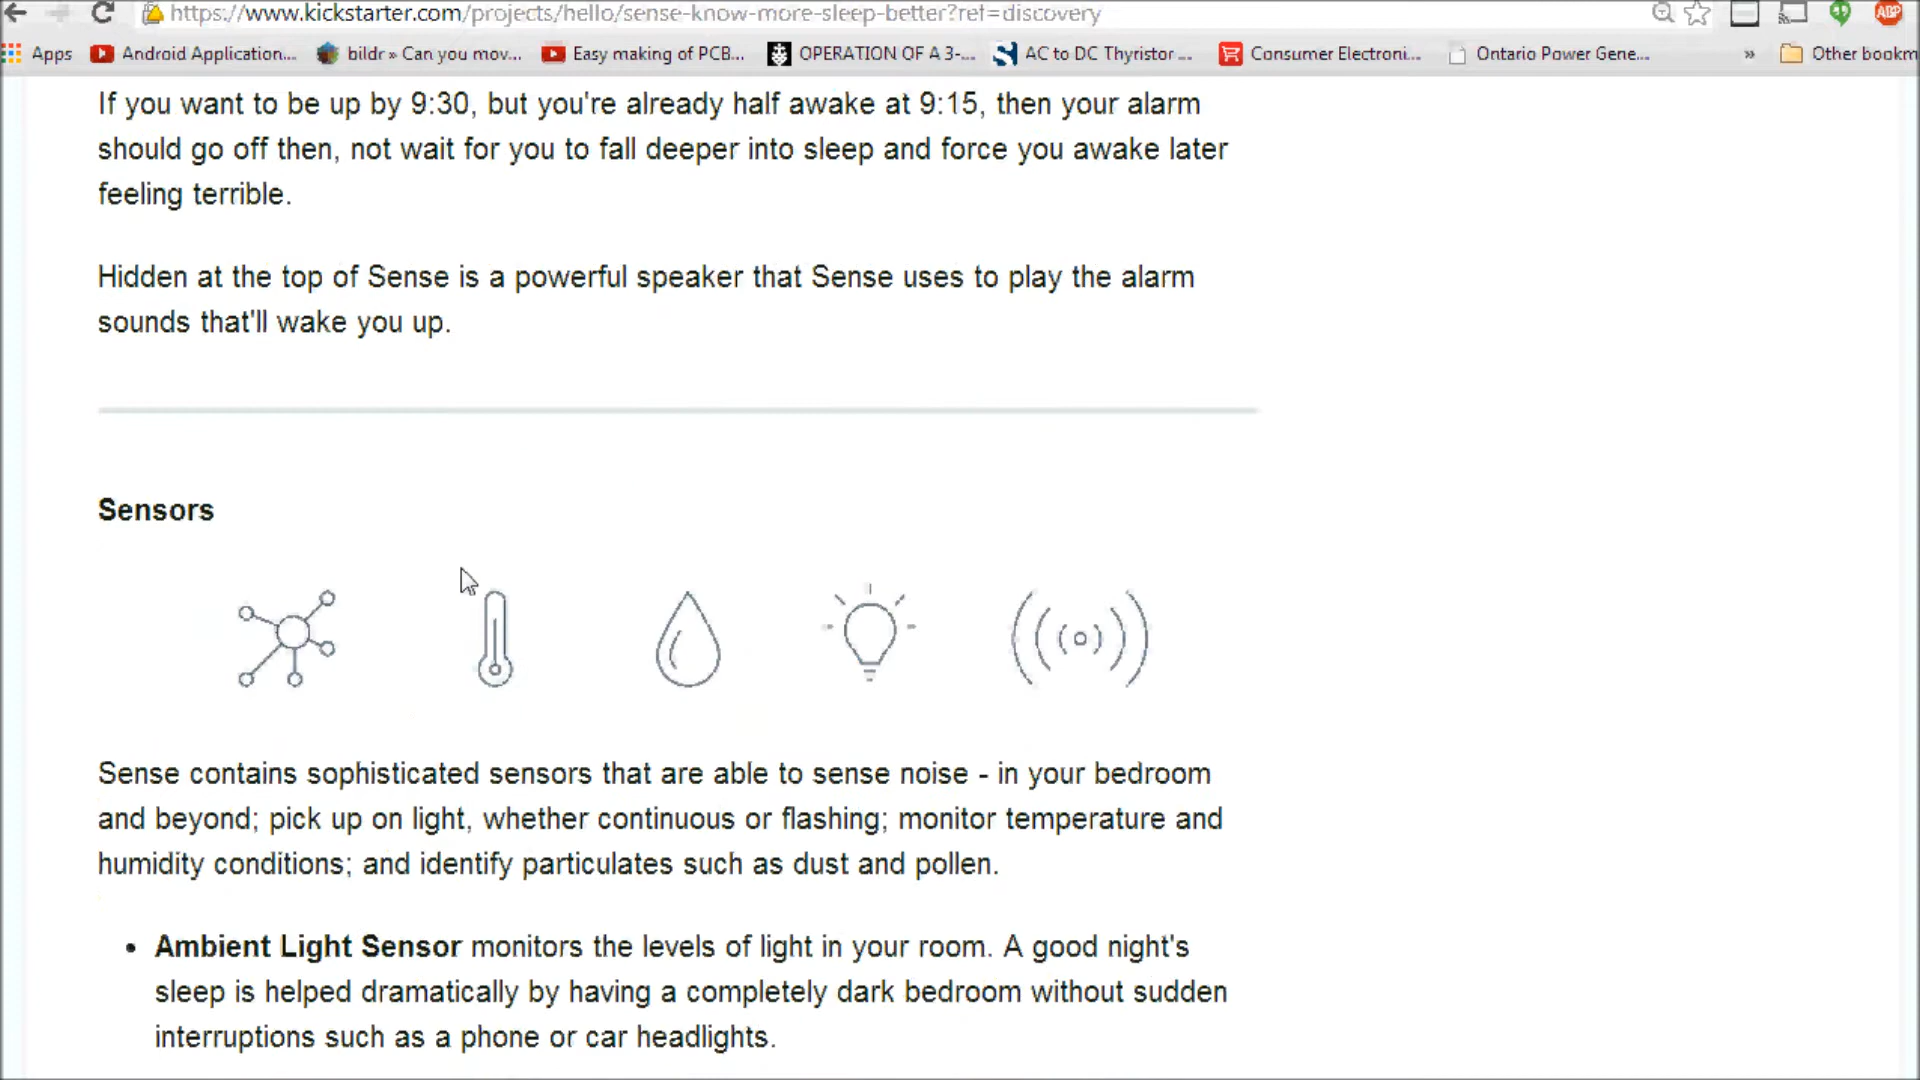 https://www.kickstarter.com/projects/hello/sense-know-more-sleep-better?ref=discovery
ABP
Apps
Android Application...
bildr » Can you mov...
Easy making of PCB...
OPERATION OF A 3-...
AC to DC Thyristor ...
Consumer Electroni...
Ontario Power Gene...
»
Other bookm
If you want to be up by 9:30, but you're already half awake at 9:15, then your alarm
should go off then, not wait for you to fall deeper into sleep and force you awake later
feeling terrible.
Hidden at the top of Sense is a powerful speaker that Sense uses to play the alarm
sounds that'll wake you up.
Sensors
Sense contains sophisticated sensors that are able to sense noise - in your bedroom
and beyond; pick up on light, whether continuous or flashing; monitor temperature and
humidity conditions; and identify particulates such as dust and pollen.
• Ambient Light Sensor monitors the levels of light in your room. A good night's
sleep is helped dramatically by having a completely dark bedroom without sudden
interruptions such as a phone or car headlights.